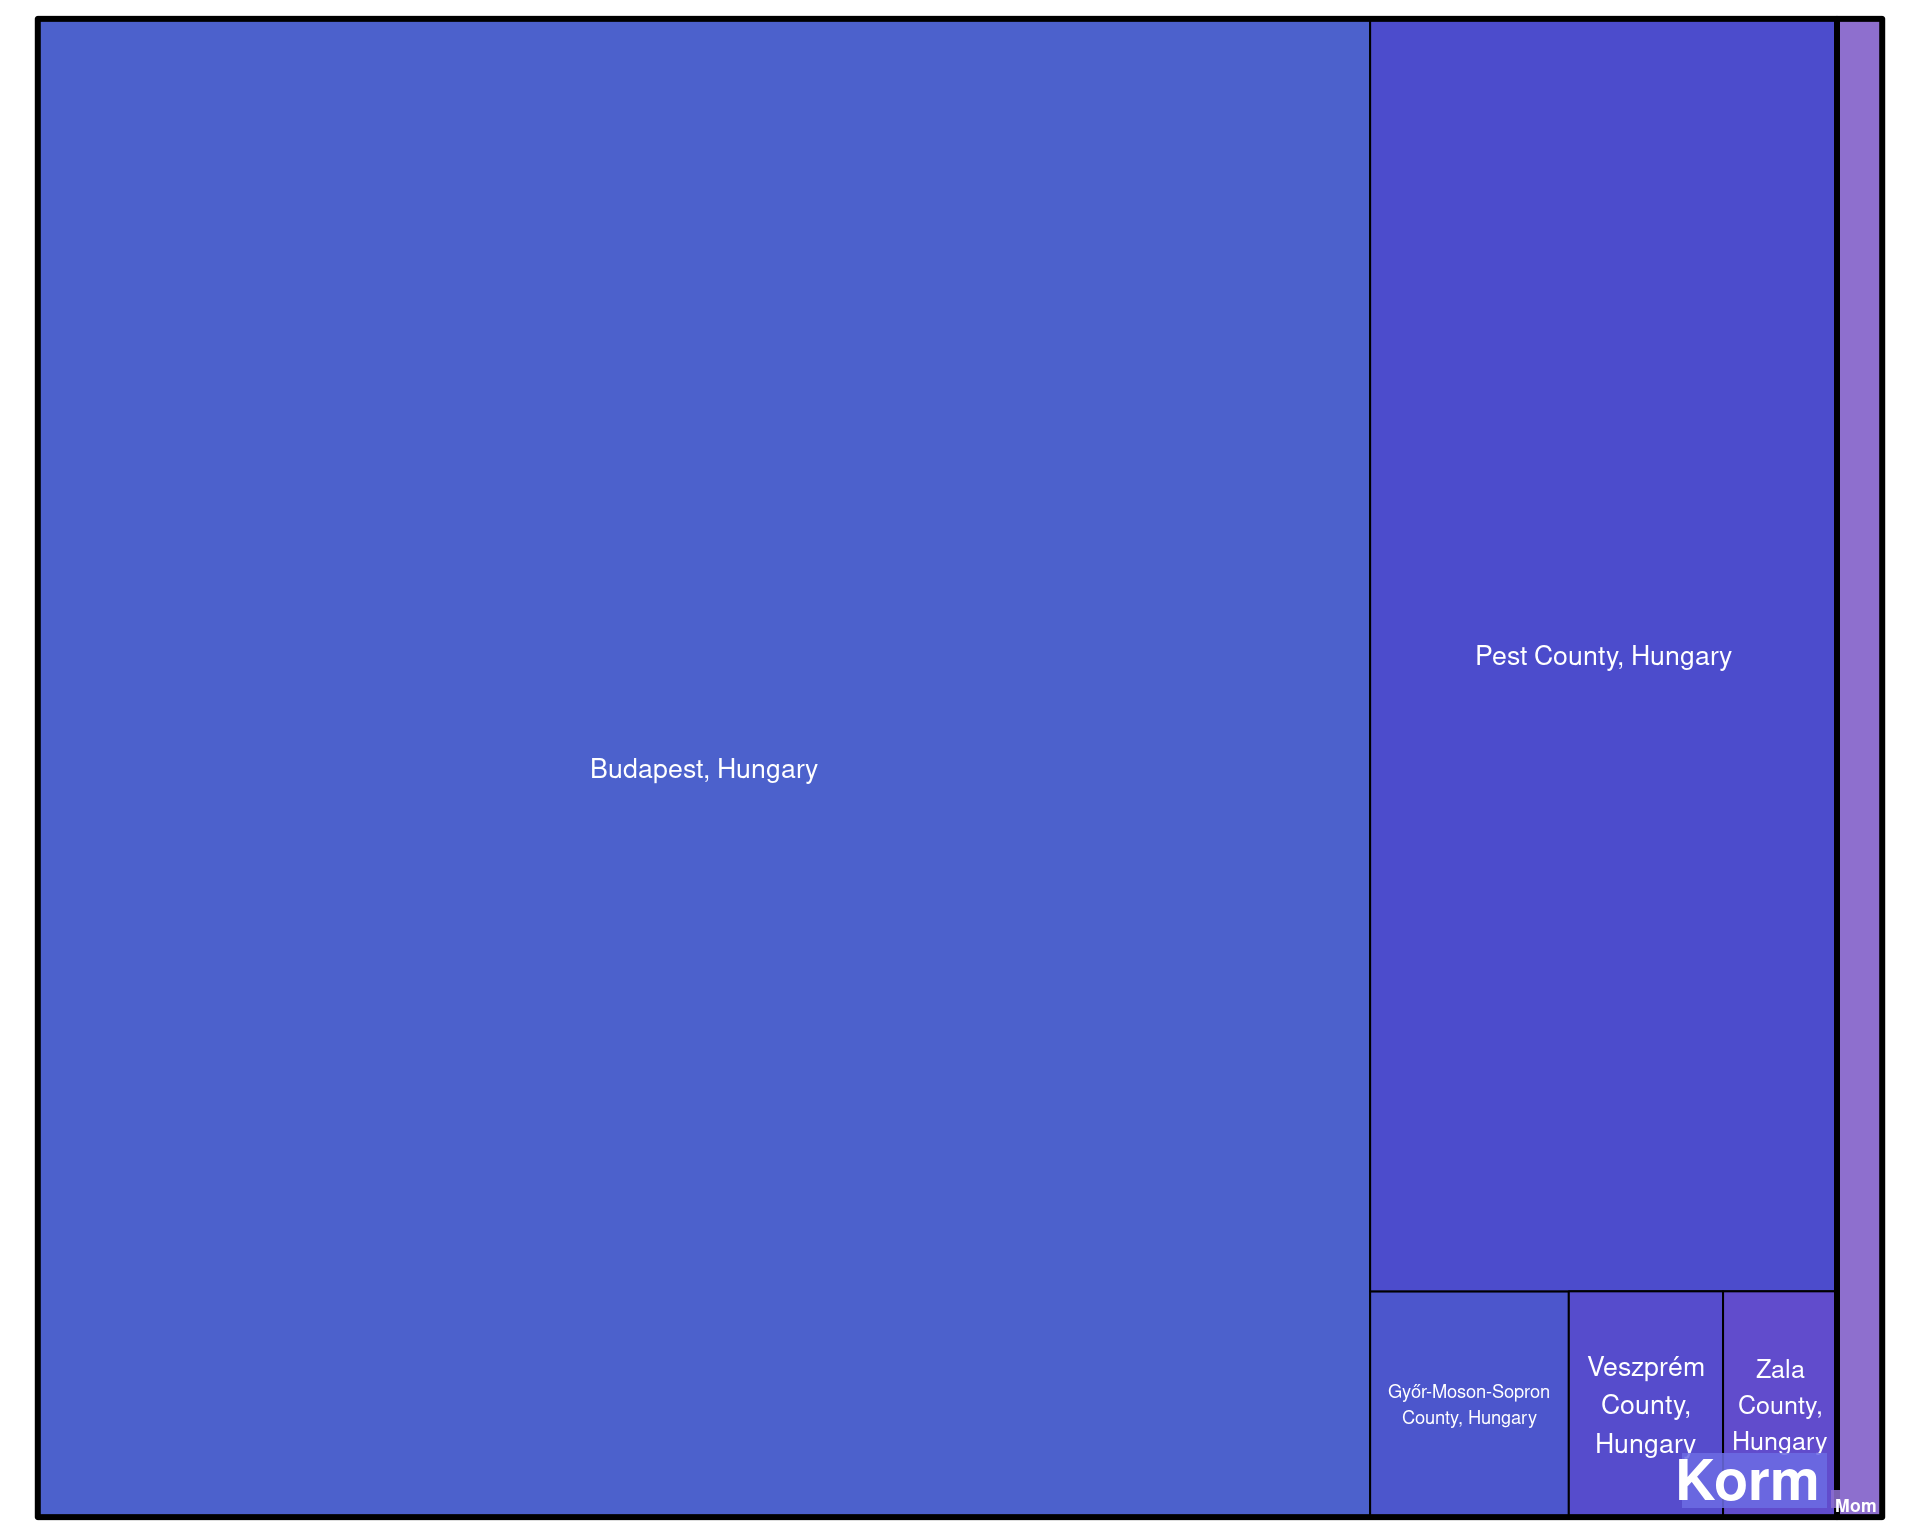 Budapest, Hungary
Pest County, Hungary
Győr-Moson-Sopron
County, Hungary
Veszprém
County,
Hungary
Zala
County,
Hungary
Korm
Mom